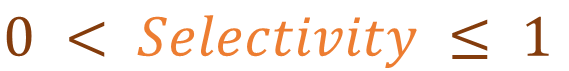 0 < Selectivity ≤ 1